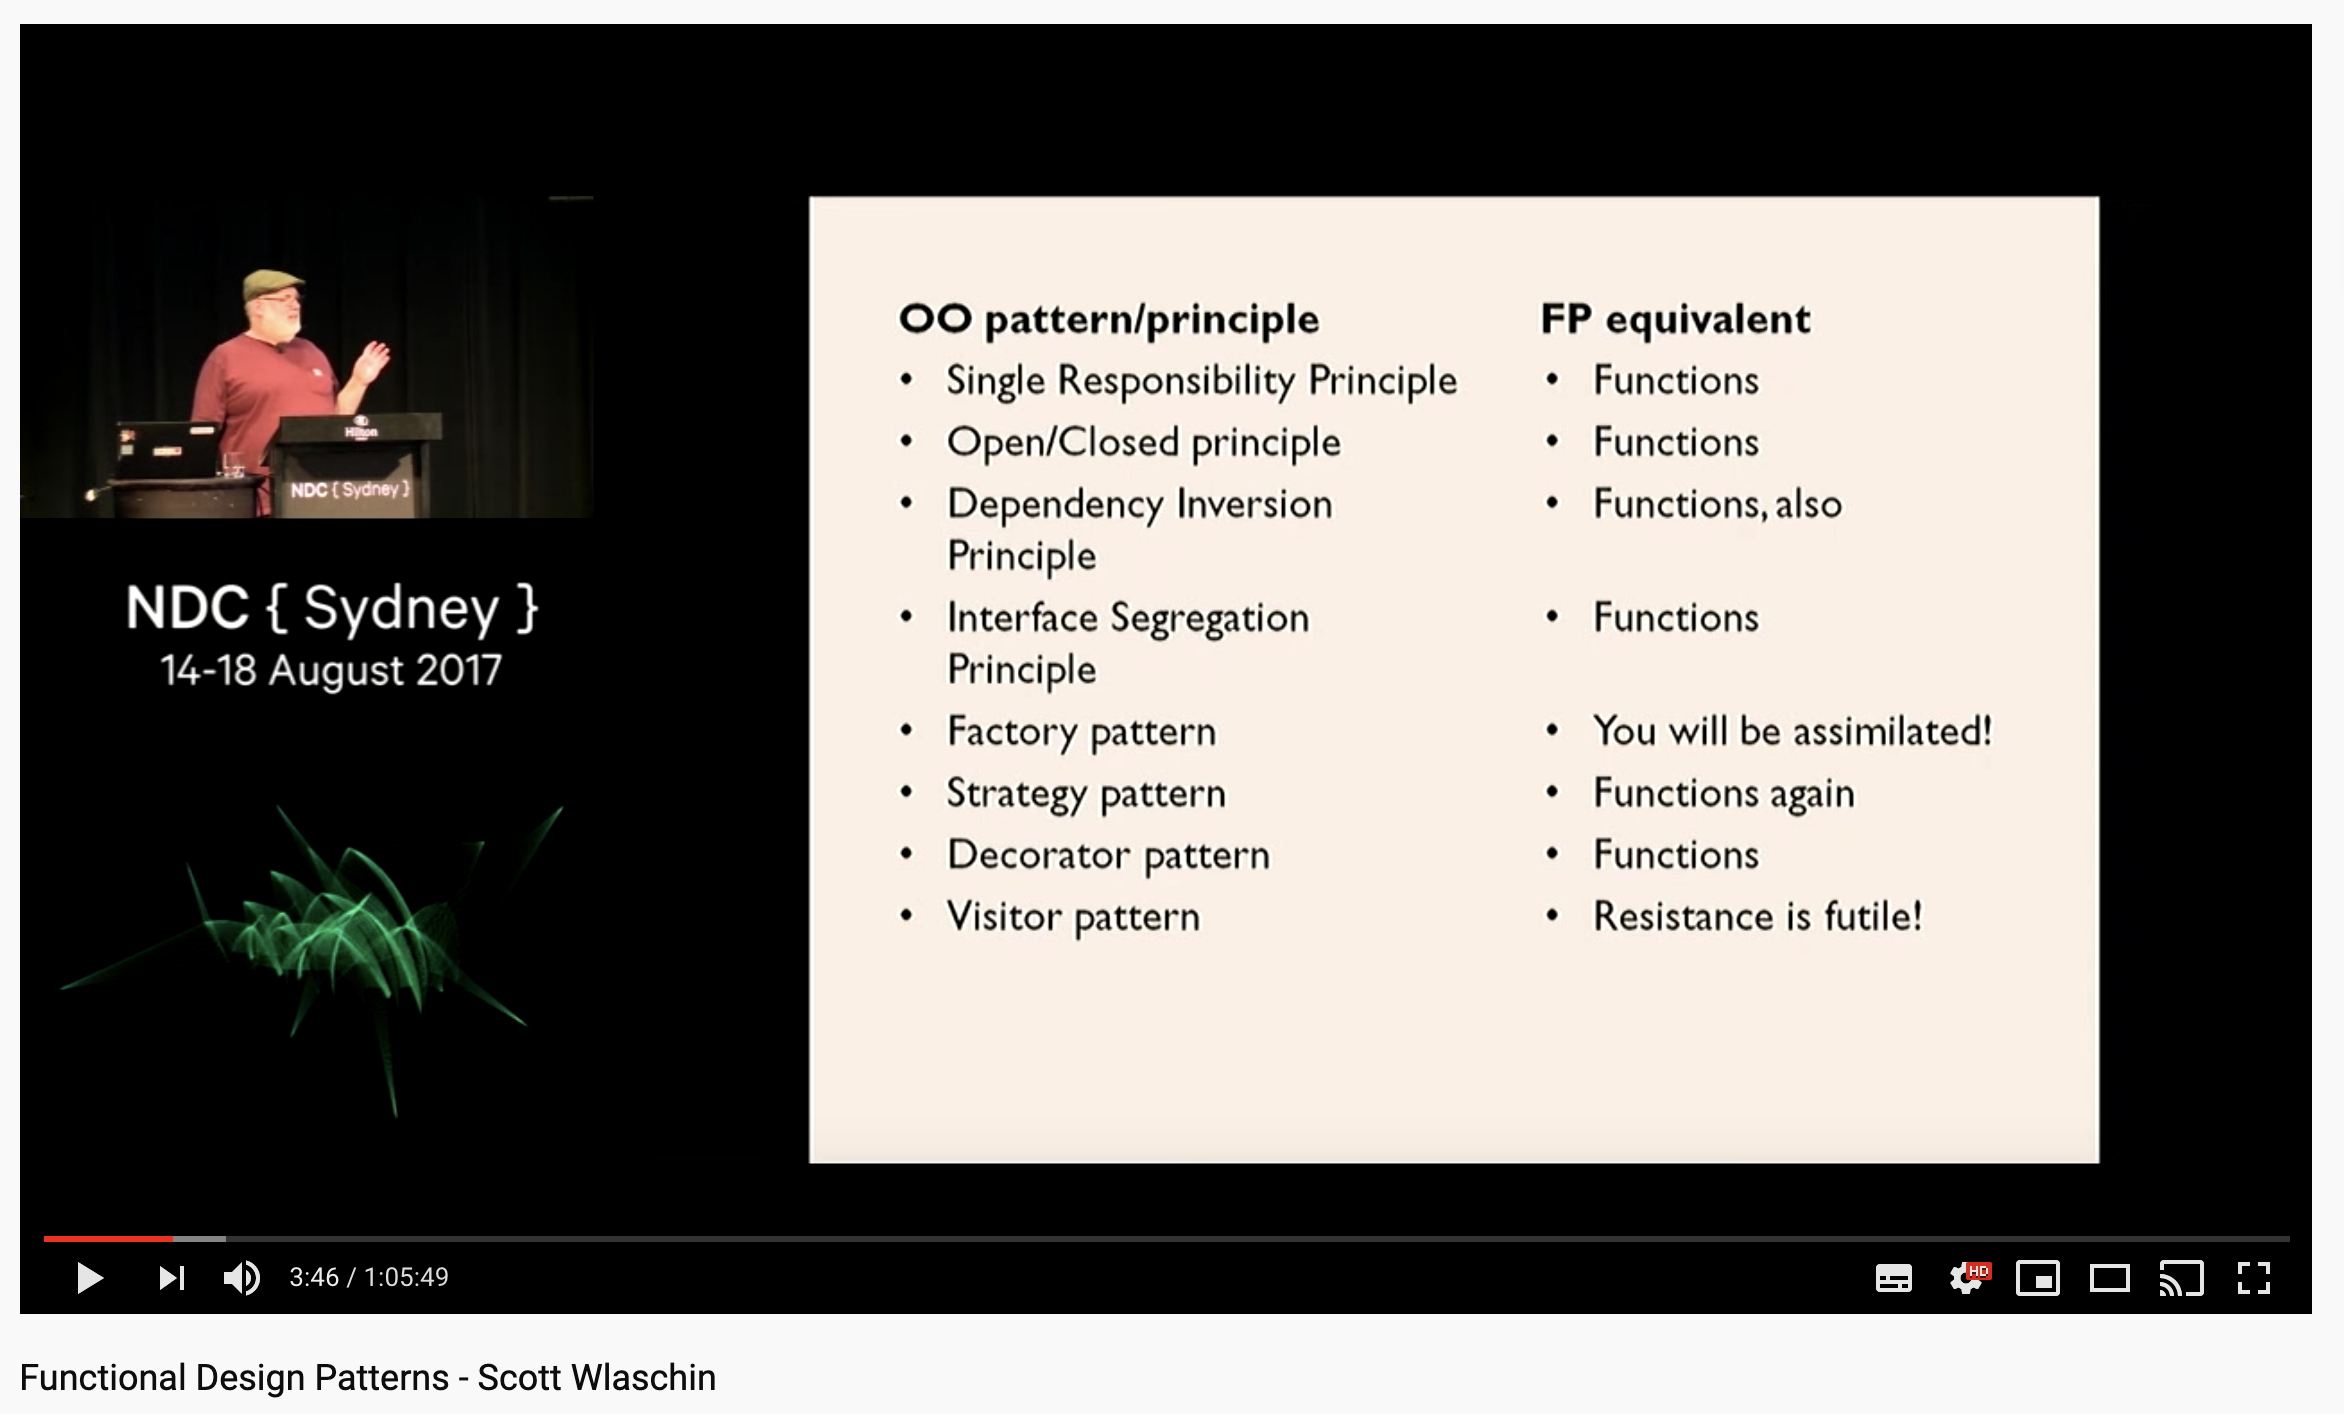 OO pattern/principle
FP equivalent
• Single Responsibility Principle
• Functions
• Open/Closed principle
• Functions
• Dependency Inversion
Principle
• Functions, also
• Interface Segregation
Principle
• Functions
• Factory pattern
• You will be assimilated!
• Strategy pattern
• Functions again
• Decorator pattern
• Functions
• Visitor pattern
• Resistance is futile!
Hilton
NDC { Sydney }
NDC { Sydney }
14-18 August 2017
3:46 / 1:05:49
HD
Functional Design Patterns - Scott Wlaschin